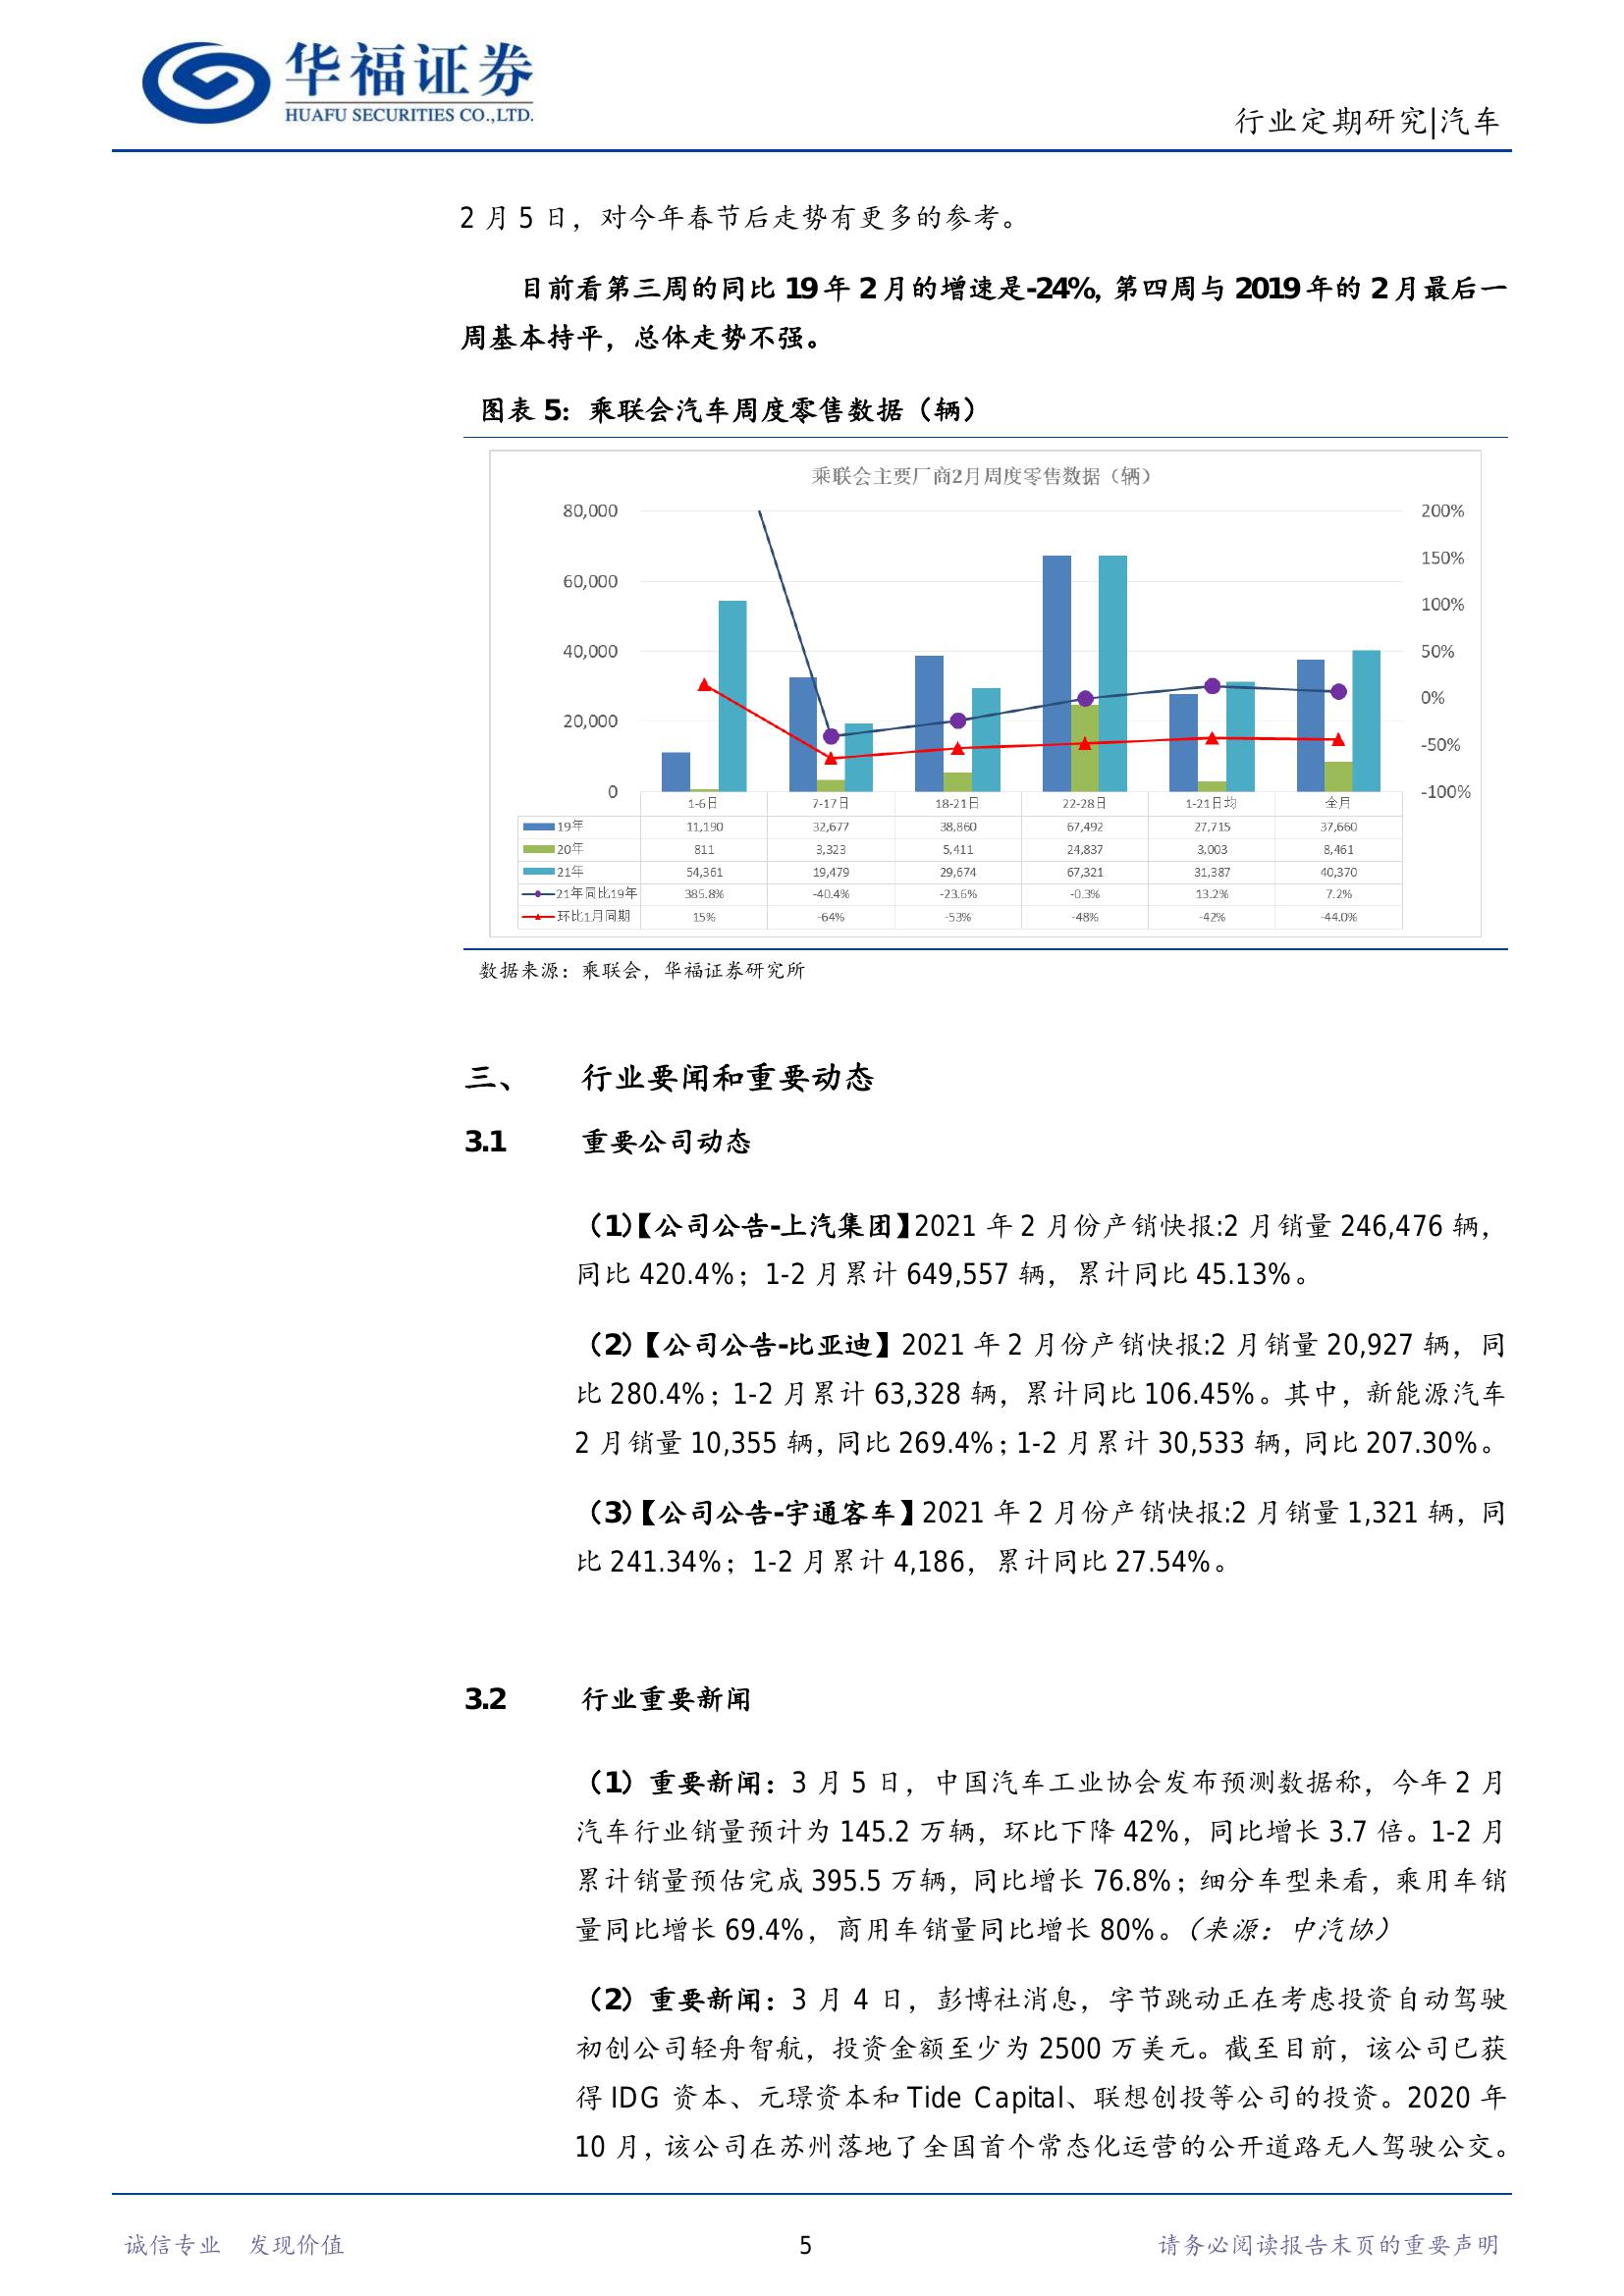 华福证券
HUAFU SECURITIES CO.,LTD.
行业定期研究|汽车
2 月 5 日，对今年春节后走势有更多的参考。
目前看第三周的同比 19 年 2 月的增速是-24%, 第四周与 2019 年的 2 月最后一
周基本持平，总体走势不强。
图表 5: 乘联会汽车周度零售数据（辆）
乘联会主要厂商2月周度零售数据（辆）
80,000 200%
150%
60,000
100%
40,000 50%
0%
20,000
-50%
0 -100%
1-6日 7-17日 18-21日 22-28日 1-21日均 全月
19年 11,190 32,677 38,860 67,492 27,715 37,660
20年 811 3,323 5,411 24,837 3,003 8,461
21年 54,361 19,479 29,674 67,321 31,387 40,370
21年同比19年 385.8% -40.4% -23.6% -0.3% 13.2% 7.2%
环比1月同期 15% -64% -53% -48% -42% -44.0%
数据来源：乘联会，华福证券研究所
三、 行业要闻和重要动态
3.1 重要公司动态
（1）【公司公告-上汽集团】2021 年 2 月份产销快报:2 月销量 246,476 辆，
同比 420.4%；1-2 月累计 649,557 辆，累计同比 45.13%。
（2）【公司公告-比亚迪】2021 年 2 月份产销快报:2 月销量 20,927 辆，同
比 280.4%；1-2 月累计 63,328 辆，累计同比 106.45%。其中，新能源汽车
2 月销量 10,355 辆，同比 269.4%；1-2 月累计 30,533 辆，同比 207.30%。
（3）【公司公告-宇通客车】2021 年 2 月份产销快报:2 月销量 1,321 辆，同
比 241.34%；1-2 月累计 4,186，累计同比 27.54%。
3.2 行业重要新闻
（1）重要新闻：3 月 5 日，中国汽车工业协会发布预测数据称，今年 2 月
汽车行业销量预计为 145.2 万辆，环比下降 42%，同比增长 3.7 倍。1-2 月
累计销量预估完成 395.5 万辆，同比增长 76.8%；细分车型来看，乘用车销
量同比增长 69.4%，商用车销量同比增长 80%。（来源：中汽协）
（2）重要新闻：3 月 4 日，彭博社消息，字节跳动正在考虑投资自动驾驶
初创公司轻舟智航，投资金额至少为 2500 万美元。截至目前，该公司已获
得 IDG 资本、元璟资本和 Tide Capital、联想创投等公司的投资。2020 年
10 月，该公司在苏州落地了全国首个常态化运营的公开道路无人驾驶公交。
诚信专业 发现价值 5 请务必阅读报告末页的重要声明